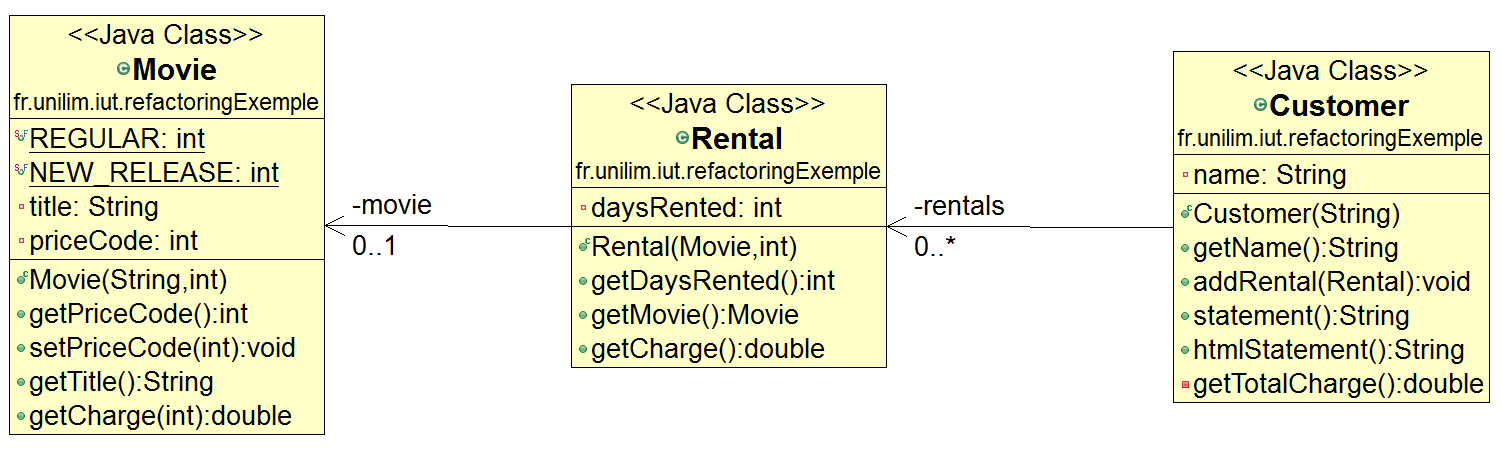 <<Java Class>>
Movie
fr.unilim.iut.refactoringExemple
REGULAR: int
NEW_RELEASE: int
title: String
priceCode: int
Movie(String,int)
getPriceCode():int
setPriceCode(int):void
getTitle():String
getCharge(int):double
-movie
0..1
<<Java Class>>
Rental
fr.unilim.iut.refactoringExemple
daysRented: int
Rental(Movie,int)
getDaysRented():int
getMovie():Movie
getCharge():double
-rentals
0..*
<<Java Class>>
Customer
fr.unilim.iut.refactoringExemple
name: String
Customer(String)
getName():String
addRental(Rental):void
statement():String
htmlStatement():String
getTotalCharge():double